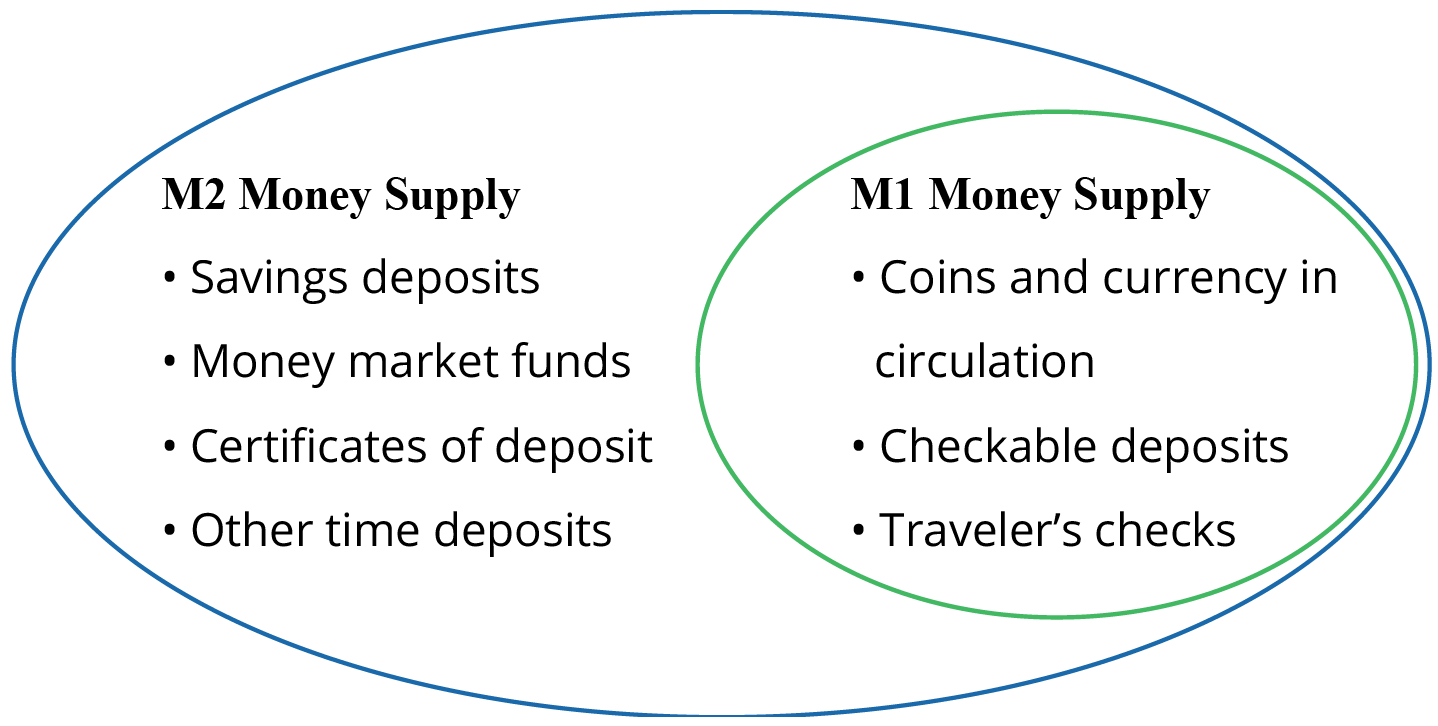 M2 Money Supply
• Savings deposits
• Money market funds
• Certificates of deposit
• Other time deposits
M1 Money Supply
• Coins and currency in
circulation
• Checkable deposits
• Traveler’s checks